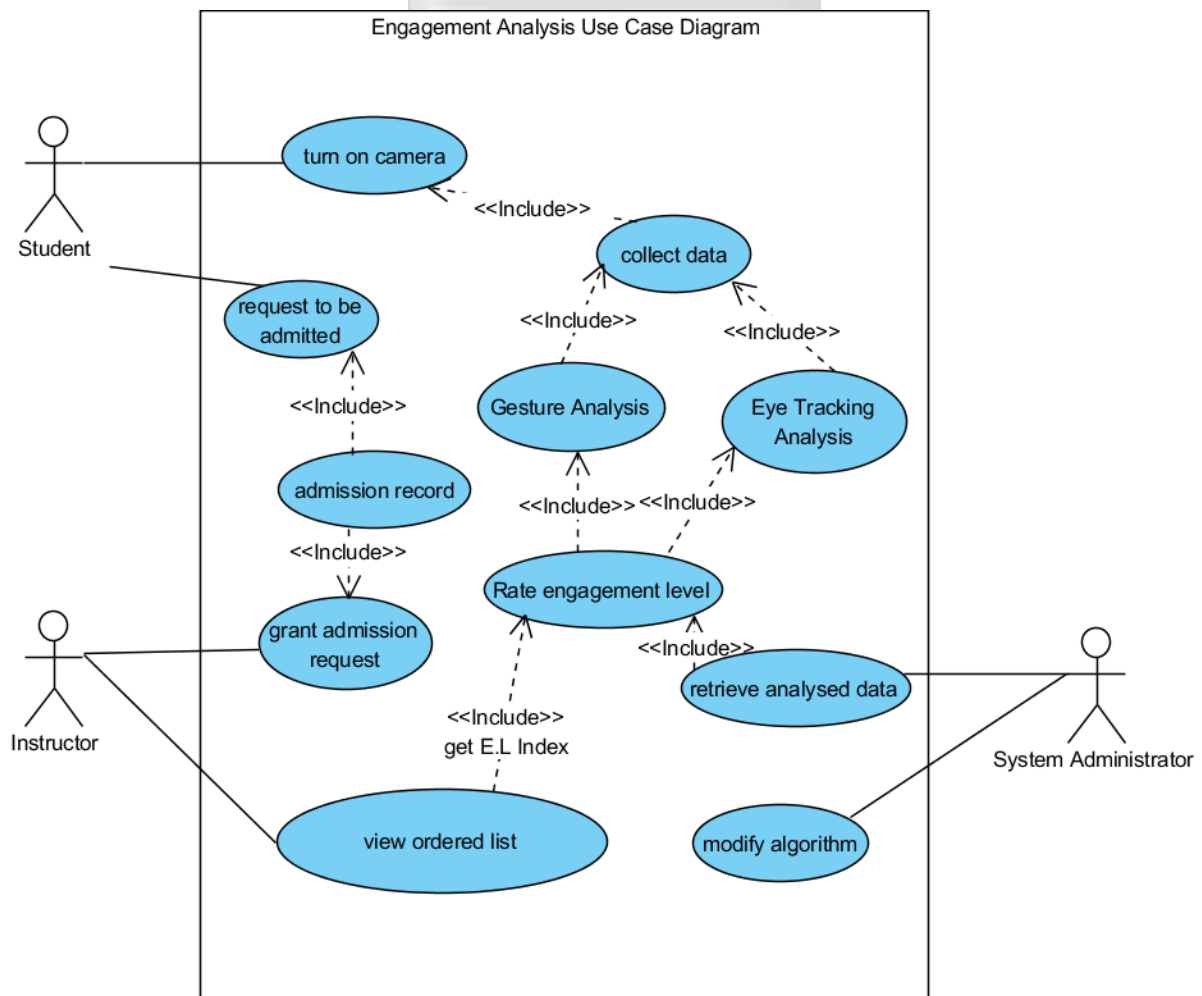 Engagement Analysis Use Case Diagram
turn on camera
<<Include>>
Student
collect data
request to be
admitted
<<Include>>
<<Include>>
<<Include>>
Gesture Analysis
Eye Tracking
Analysis
admission record
<<Include>>
<<Include>>
<<Include>>
Rate engagement level
grant admission
request
<<Include>>
retrieve analysed data
Instructor
<<Include>>
get E.L Index
System Administrator
view ordered list
modify algorithm